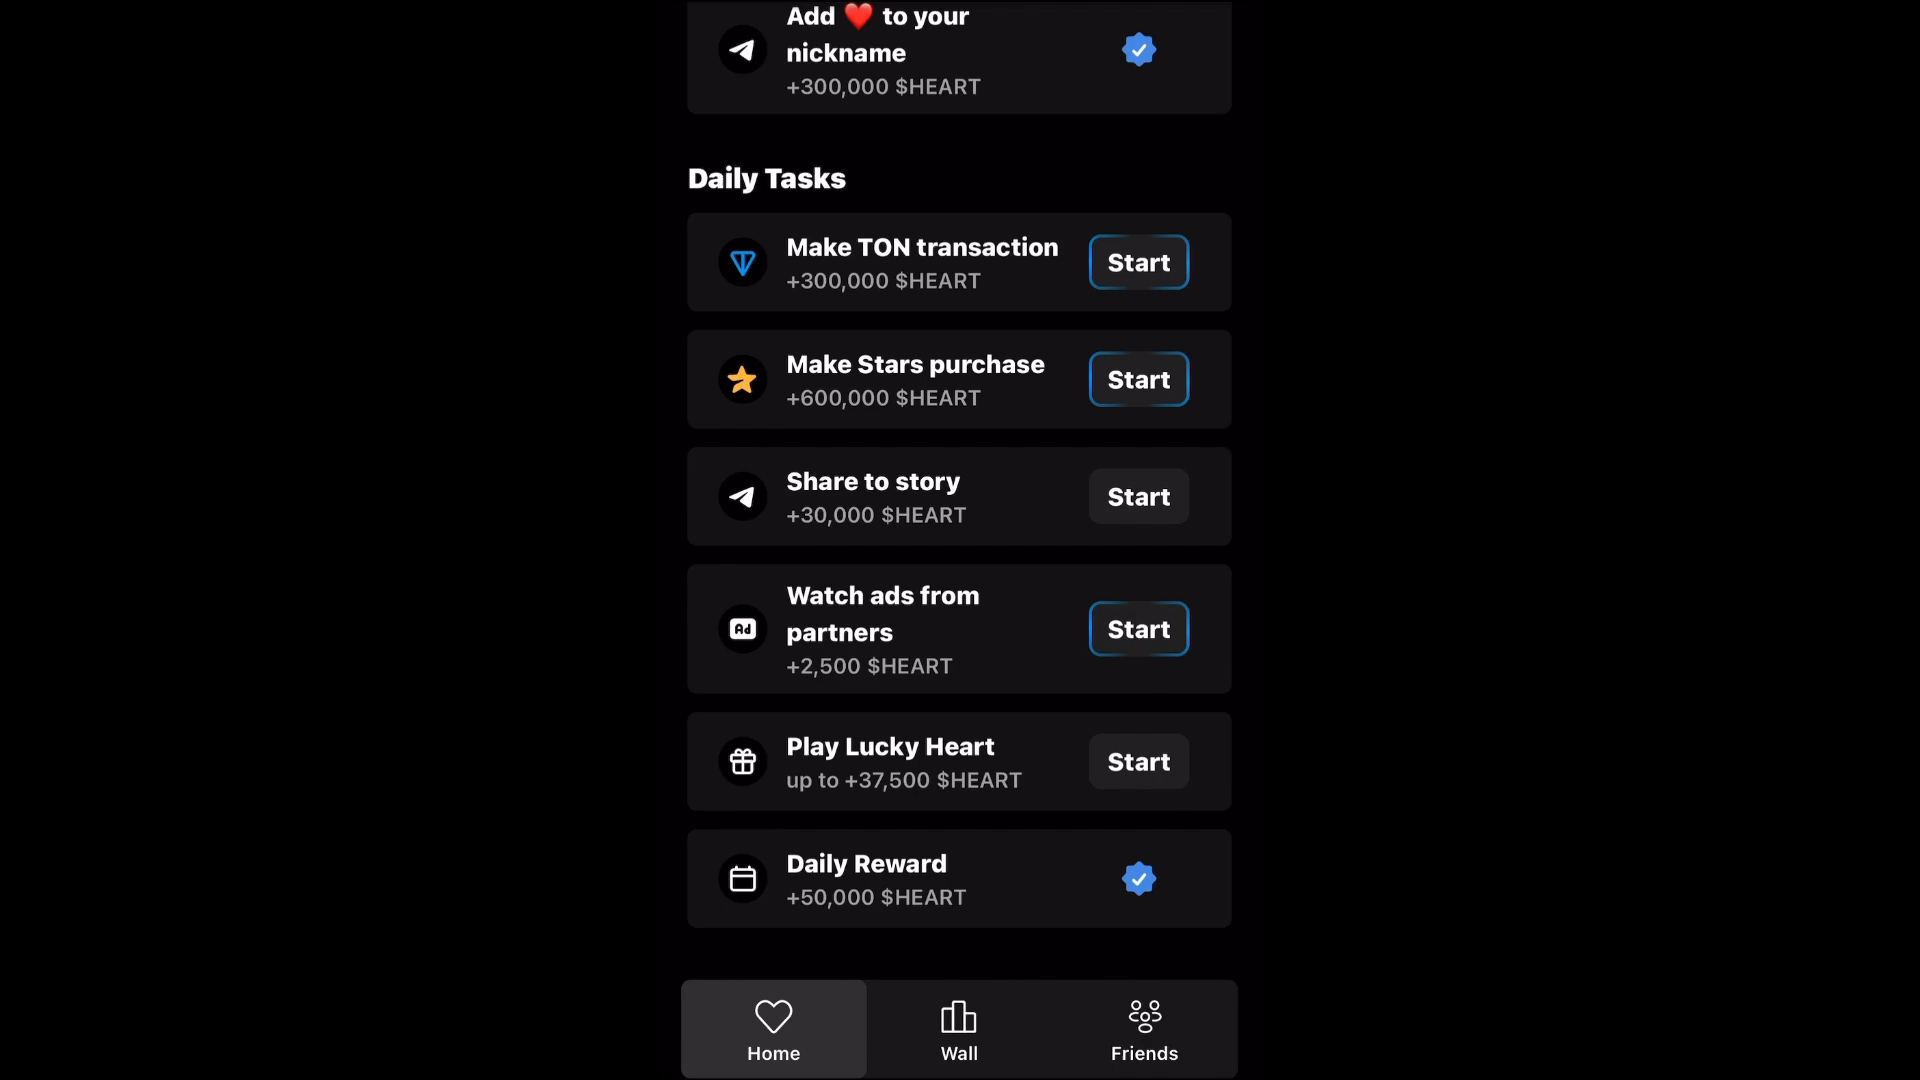 Add ❤️ to your
nickname
+300,000 $HEART
Daily Tasks
Make TON transaction
+300,000 $HEART
Start
Make Stars purchase
+600,000 $HEART
Start
Share to story
+30,000 $HEART
Start
Watch ads from
partners
+2,500 $HEART
Ad
Start
Play Lucky Heart
up to +37,500 $HEART
Start
Daily Reward
+50,000 $HEART
Home
Wall
Friends